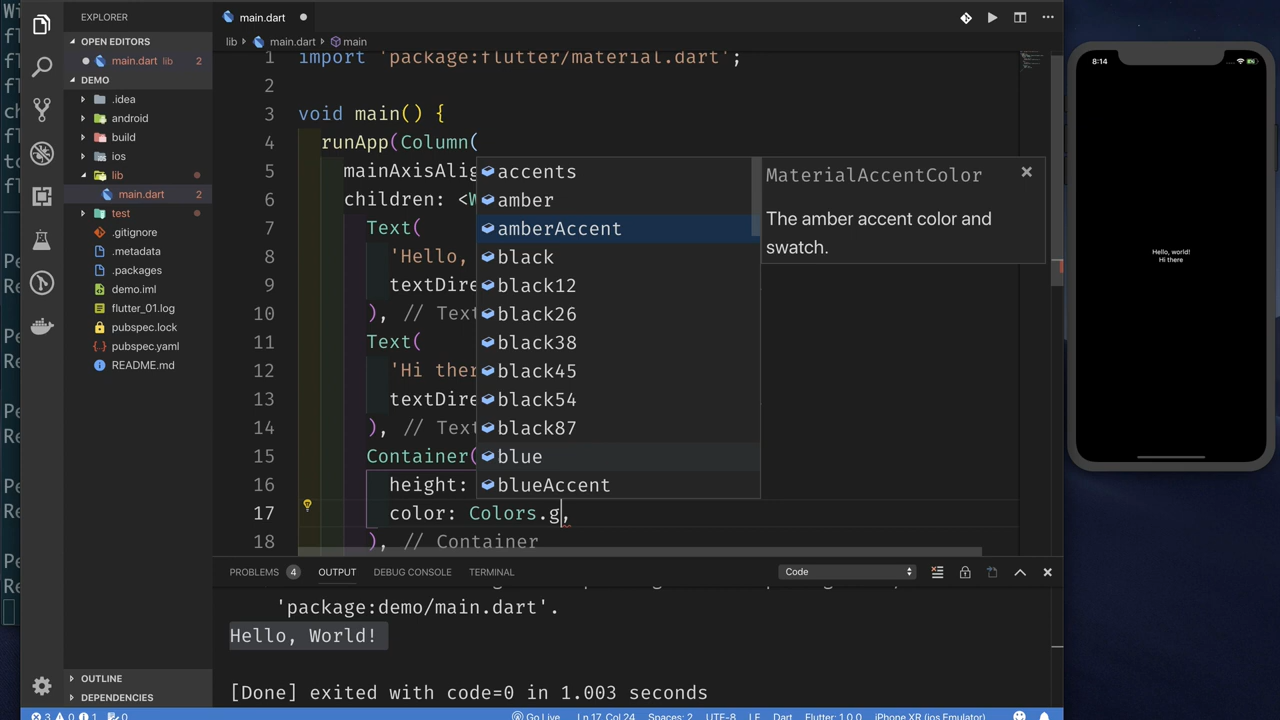 EXPLORER
OPEN EDITORS
main.dart lib 2
DEMO
.idea
android
build
ios
lib
main.dart 2
test
.gitignore
.metadata
.packages
demo.iml
flutter_01.log
pubspec.lock
pubspec.yaml
README.md
OUTLINE
DEPENDENCIES
main.dart
lib main.dart main
1 import 'package:flutter/material.dart';
2
3 void main() {
4 runApp(Column(
5 mainAxisAlig
6 children: <W
7 Text(
8 'Hello,
9 textDire
10 ), // Text
11 Text(
12 'Hi ther
13 textDire
14 ), // Text
15 Container(
16 height:
17 color: Colors.g,
18 ), // Container
accents
amber
amberAccent
black
black12
black26
black38
black45
black54
black87
blue
blueAccent
MaterialAccentColor
The amber accent color and
swatch.
PROBLEMS 4 OUTPUT DEBUG CONSOLE TERMINAL Code
'package:demo/main.dart'.
Hello, World!
[Done] exited with code=0 in 1.003 seconds
3 0 1 0 Go Live Ln 17, Col 24 Spaces: 2 UTF-8 LF Dart Flutter: 1.0.0 iPhone XR (ios Emulator)
8:14
Hello, world!
Hi there